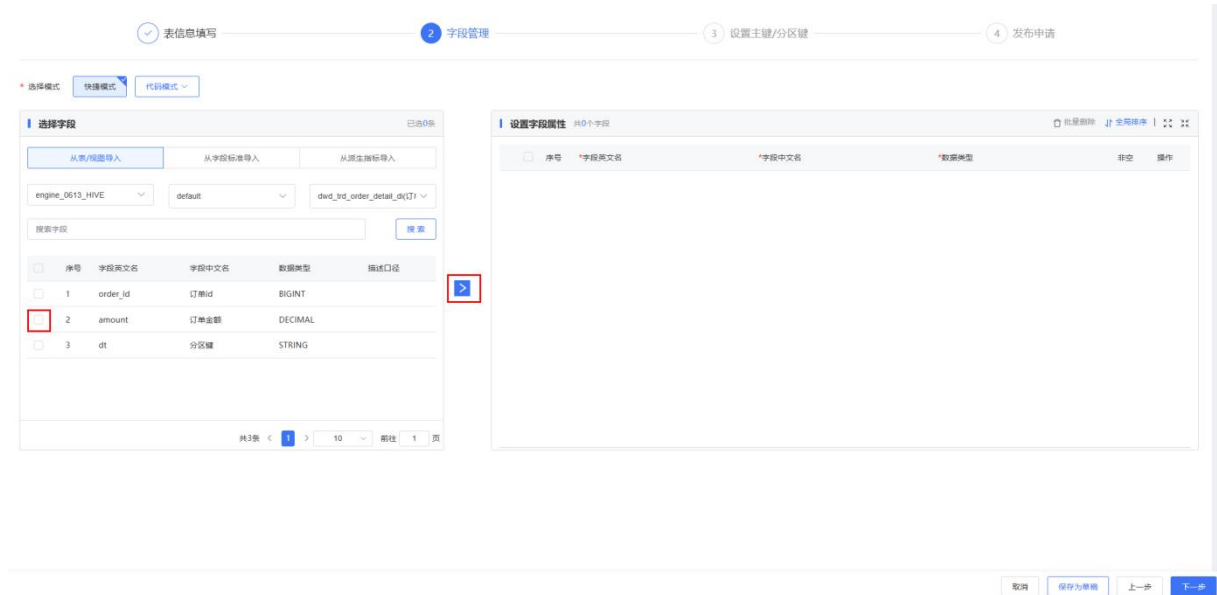 表信息填写 2 字段管理 3 设置主键/分区键 4 发布申请
* 选择模式 快捷模式 代码模式
选择字段 已选0条
从表/视图导入 从字段标准导入 从派生指标导入
engine_0613_HIVE default dwd_trd_order_detail_di(订
搜索字段 搜索
序号 字段英文名 字段中文名 数据类型 描述口径
1 order_id 订单id BIGINT
2 amount 订单金额 DECIMAL
3 dt 分区键 STRING
共3条 < 1 > 10 前往 1 页
>
设置字段属性 共0个字段 批量删除 全局排序
序号 *字段英文名 *字段中文名 *数据类型 非空 操作
取消 保存为草稿 上一步 下一步